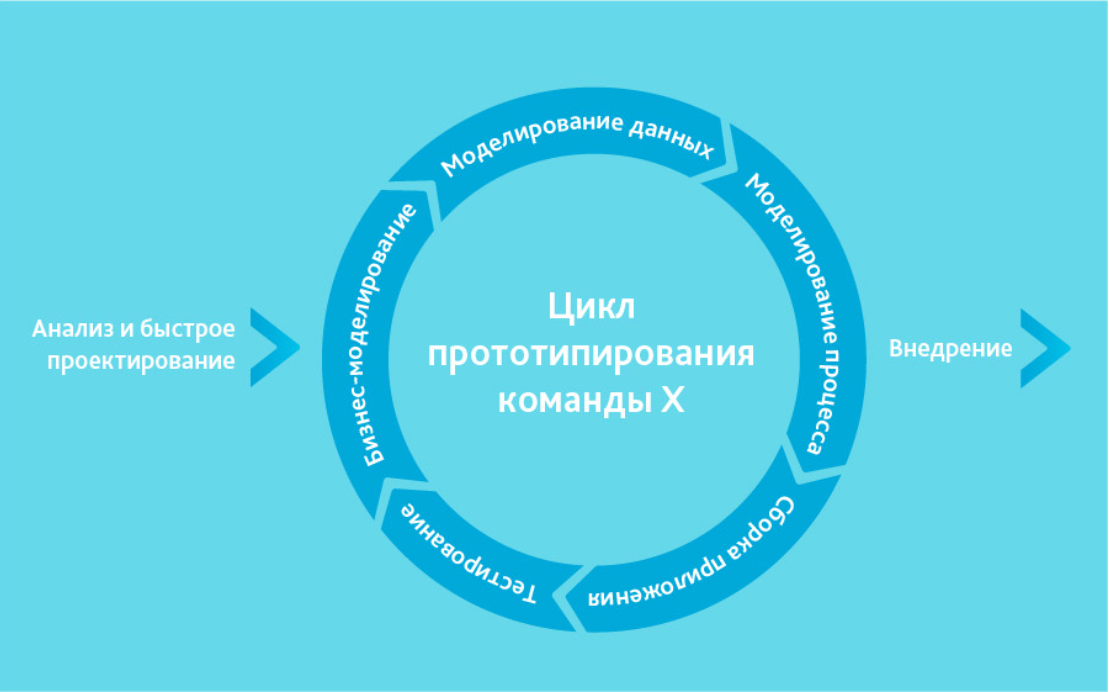 Анализ и быстрое
проектирование
Бизнес-моделирование
Моделирование данных
Моделирование процесса
Сборка приложения
Тестирование
Цикл
прототипирования
команды X
Внедрение